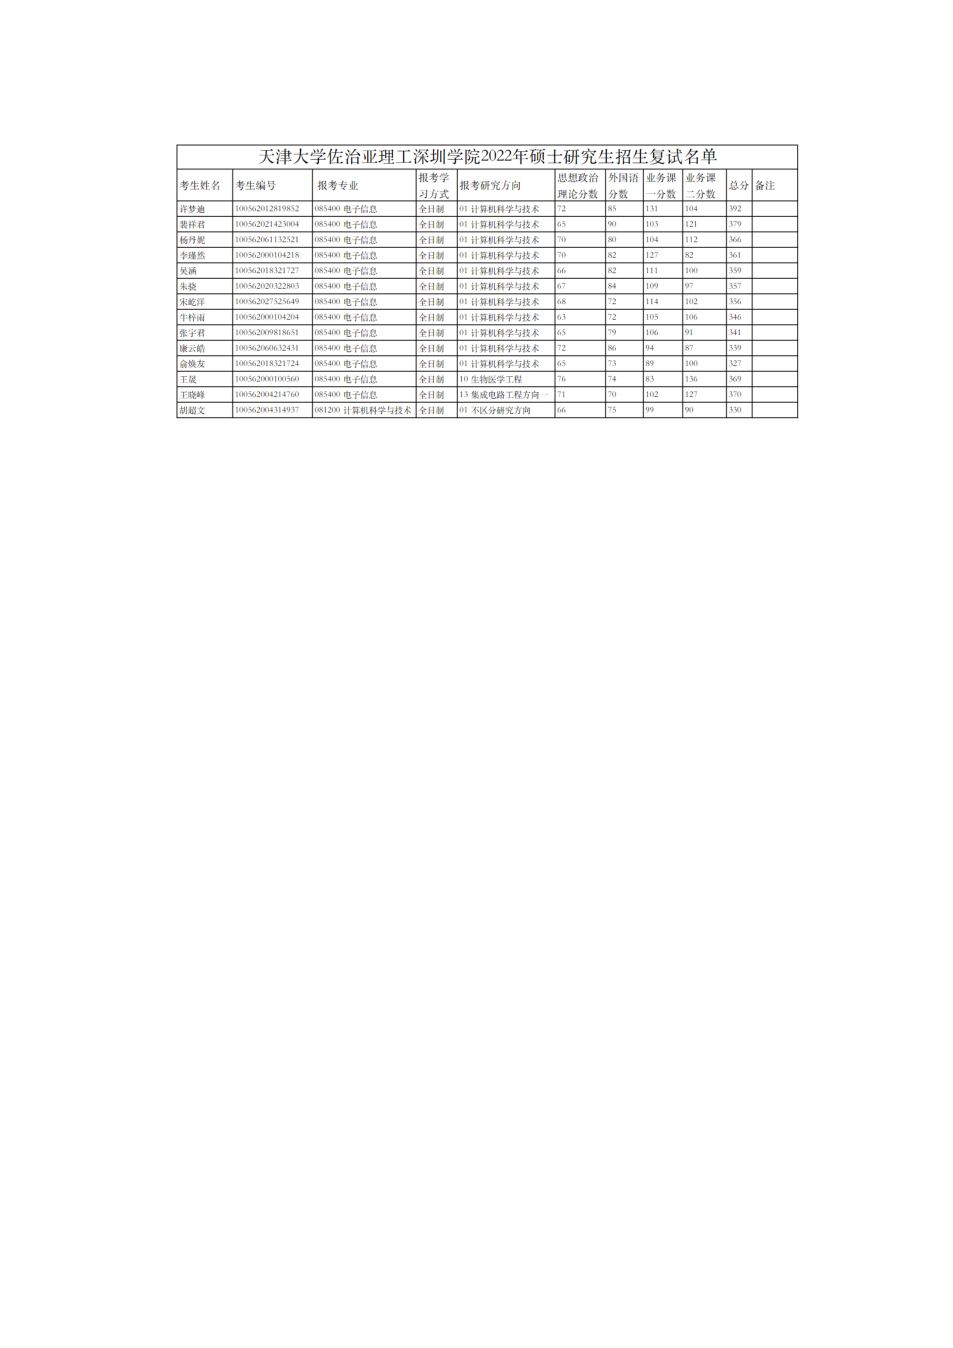 天津大学佐治亚理工深圳学院2022年硕士研究生招生复试名单
考生姓名 考生编号 报考专业 报考学习方式 报考研究方向 思想政治理论分数 外国语分数 业务课一分数 业务课二分数 总分 备注
许梦迪 100562012819852 085400 电子信息 全日制 01 计算机科学与技术 72 85 131 104 392
裴祥君 100562021423004 085400 电子信息 全日制 01 计算机科学与技术 65 90 103 121 379
杨丹妮 100562061132521 085400 电子信息 全日制 01 计算机科学与技术 70 80 104 112 366
李瑾然 100562000104218 085400 电子信息 全日制 01 计算机科学与技术 70 82 127 82 361
吴涵 100562018321727 085400 电子信息 全日制 01 计算机科学与技术 66 82 111 100 359
朱骁 100562020322803 085400 电子信息 全日制 01 计算机科学与技术 67 84 109 97 357
宋屹洋 100562027525649 085400 电子信息 全日制 01 计算机科学与技术 68 72 114 102 356
牛梓雨 100562000104204 085400 电子信息 全日制 01 计算机科学与技术 63 72 105 106 346
张宇君 100562009818651 085400 电子信息 全日制 01 计算机科学与技术 65 79 106 91 341
康云皓 100562060632431 085400 电子信息 全日制 01 计算机科学与技术 72 86 94 87 339
俞焕友 100562018321724 085400 电子信息 全日制 01 计算机科学与技术 65 73 89 100 327
王晟 100562000100560 085400 电子信息 全日制 10 生物医学工程 76 74 83 136 369
王晓峰 100562004214760 085400 电子信息 全日制 13 集成电路工程方向一 71 70 102 127 370
胡超文 100562004314937 081200 计算机科学与技术 全日制 01 不区分研究方向 66 75 99 90 330